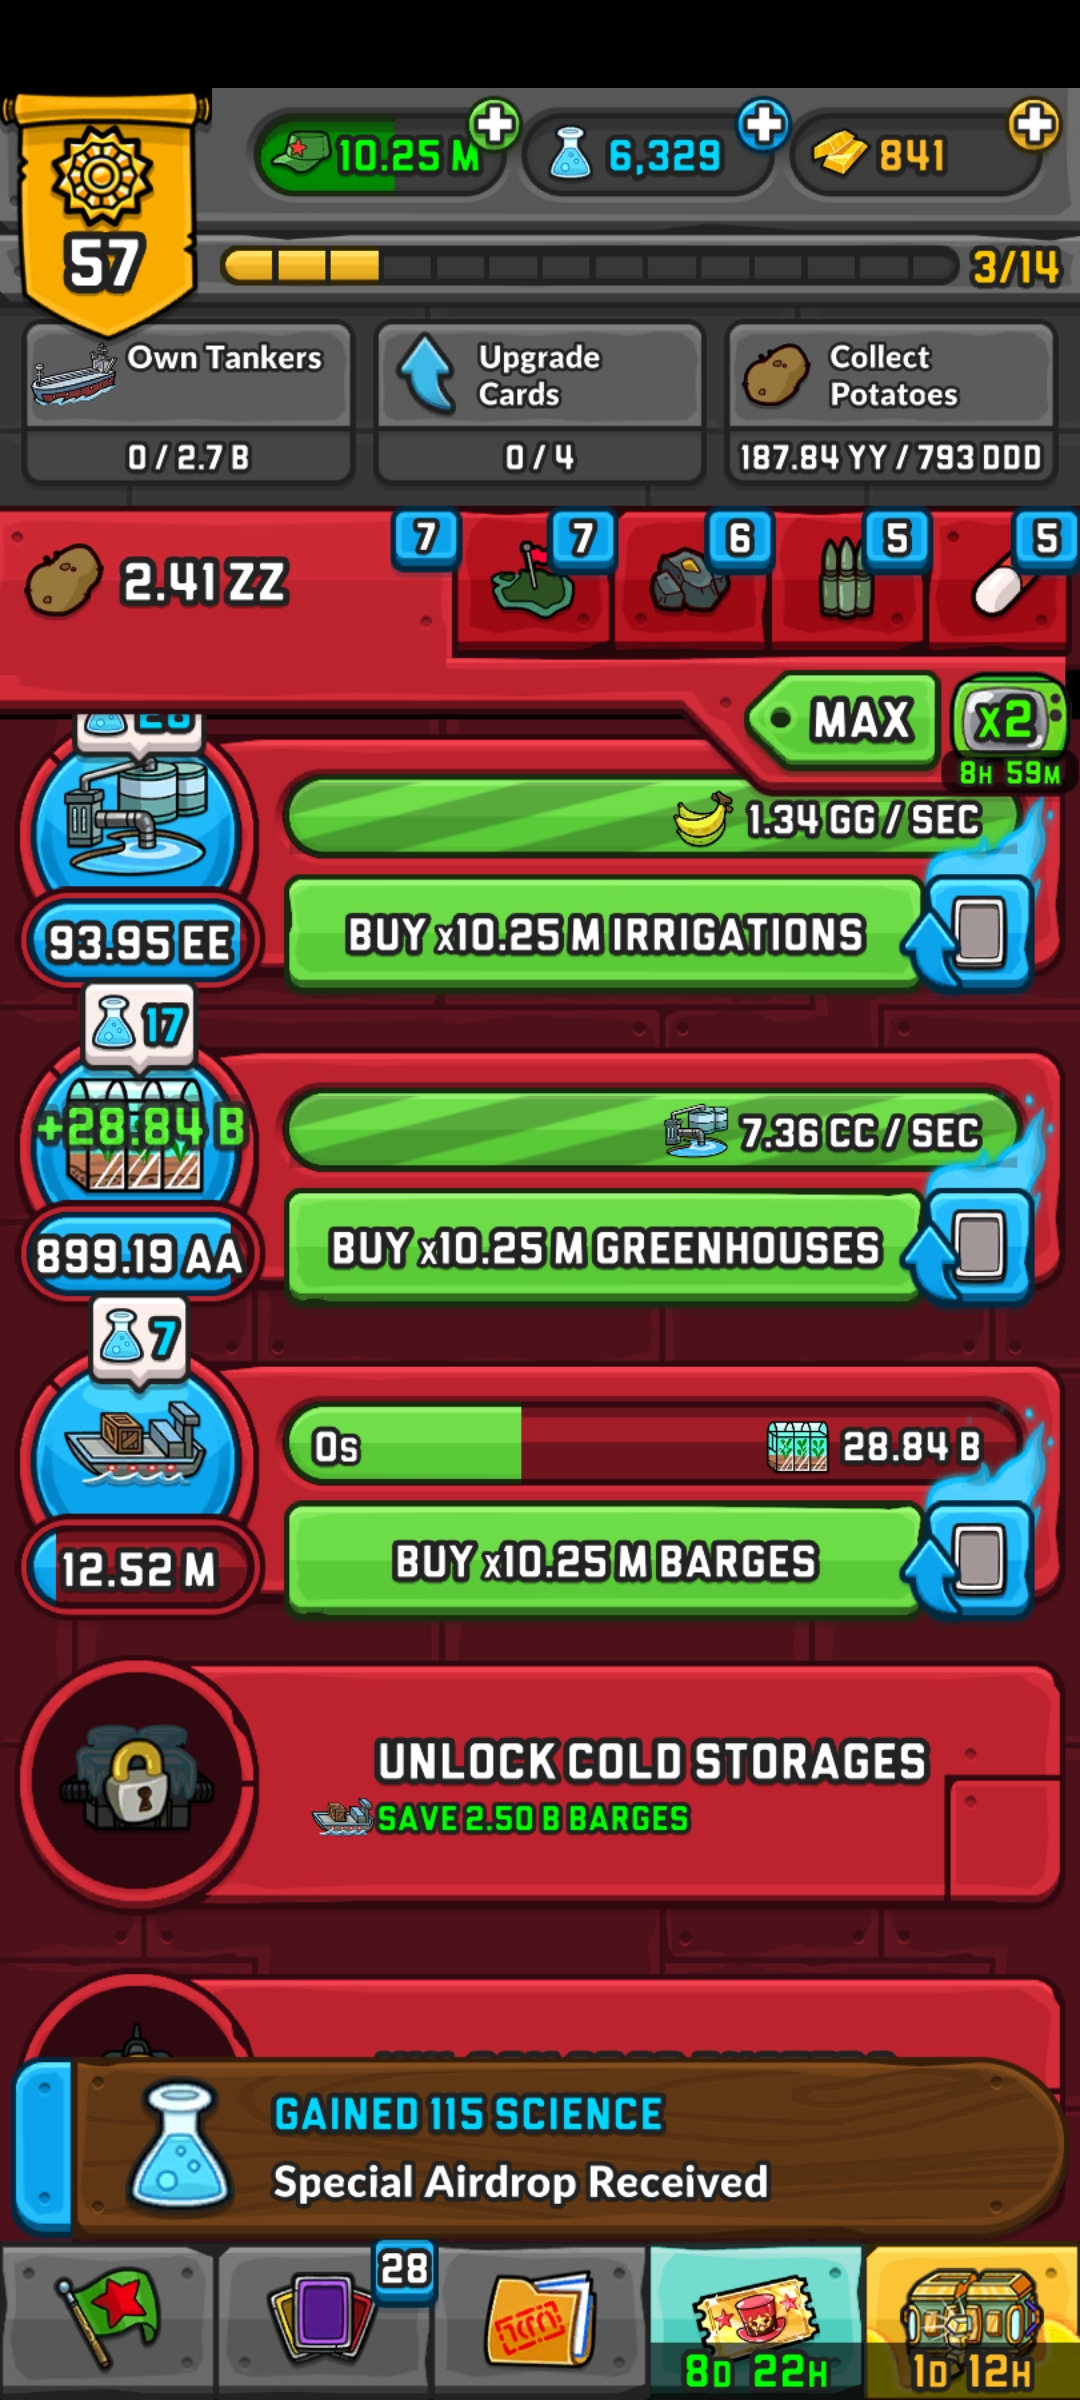 10.25 M
6,329
841
57
3/14
Own Tankers
0 / 2.7 B
Upgrade
Cards
0 / 4
Collect
Potatoes
187.84 YY / 793 DDD
2.41 ZZ
7
7
6
5
5
MAX
x2
8H 59M
1.34 GG / SEC
93.95 EE
BUY x10.25 M IRRIGATIONS
17
+28.84 B
7.36 CC / SEC
899.19 AA
BUY x10.25 M GREENHOUSES
7
0s
28.84 B
12.52 M
BUY x10.25 M BARGES
UNLOCK COLD STORAGES
SAVE 2.50 B BARGES
GAINED 115 SCIENCE
Special Airdrop Received
28
8D 22H
1D 12H